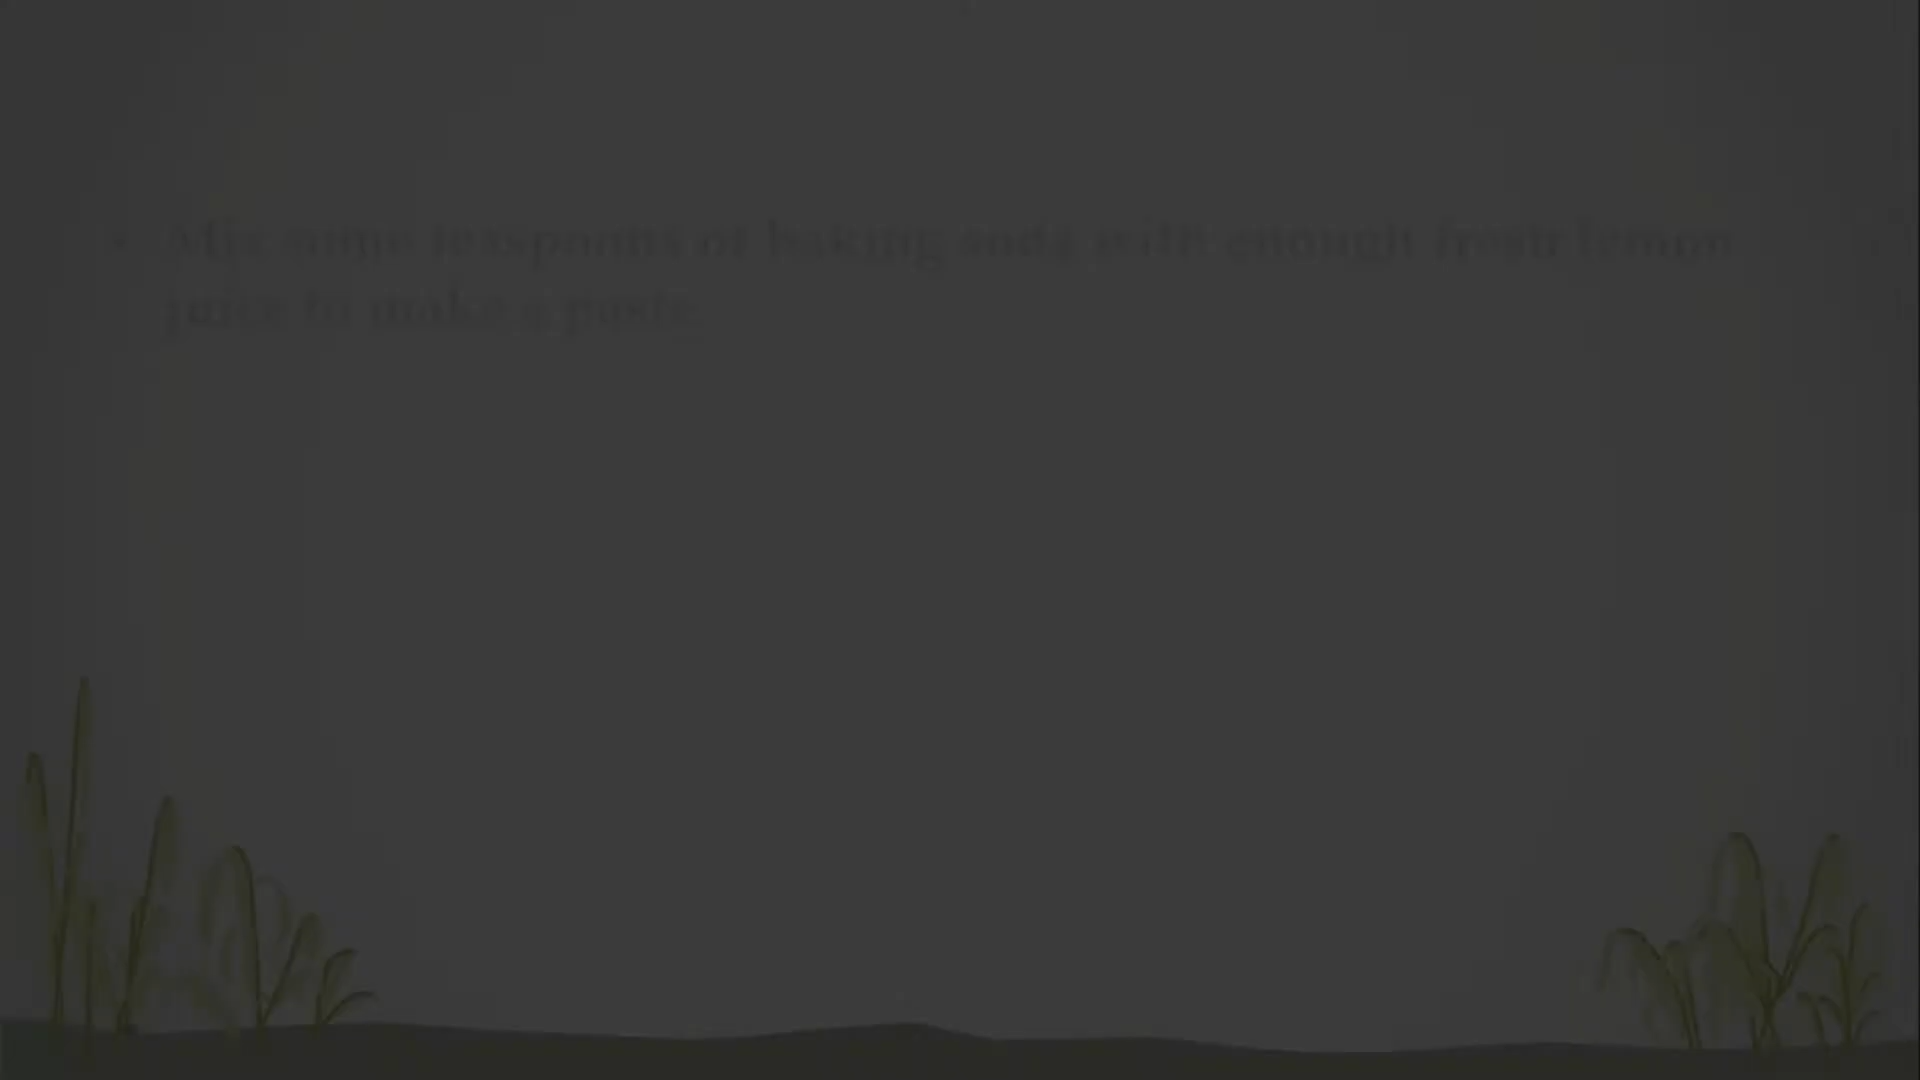 • Mix some teaspoons of baking soda with enough fresh lemon
juice to make a paste.